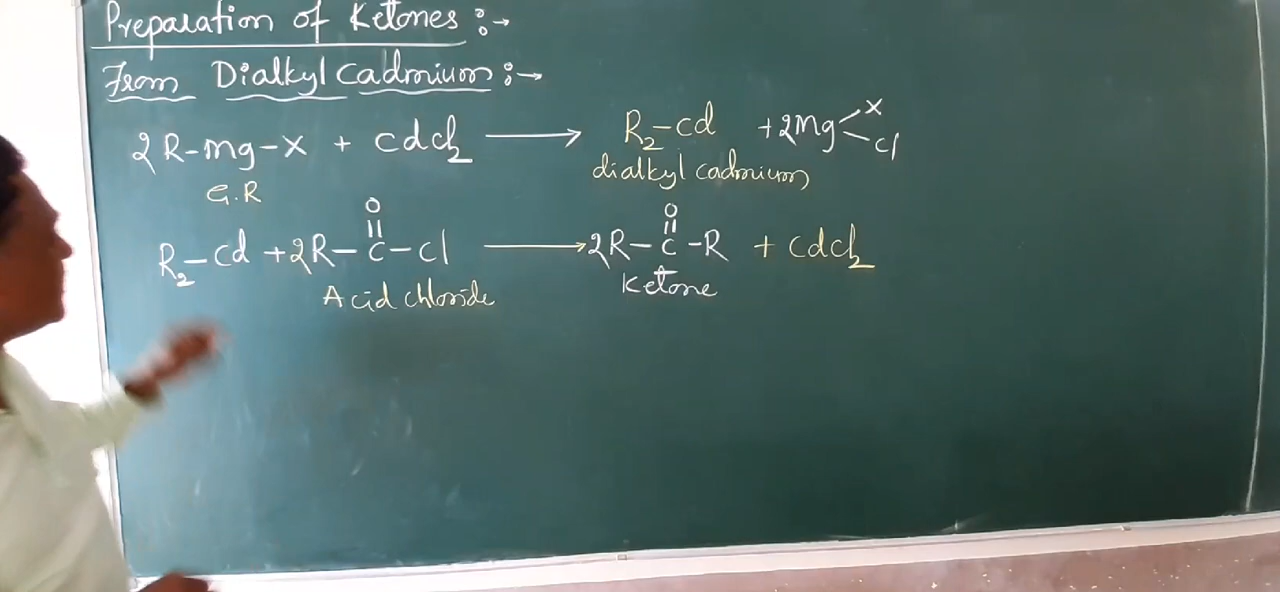 Preparation of Ketones :-
From Dialkyl Cadmium :-
2R-mg-X + cdcl2 → R2-cd + 2Mg<X Cl
G.R
dialkyl cadmium
O
R2-Cd + 2R-C-Cl → 2R-C-R + cdcl2
O
Acid chloride
Ketone